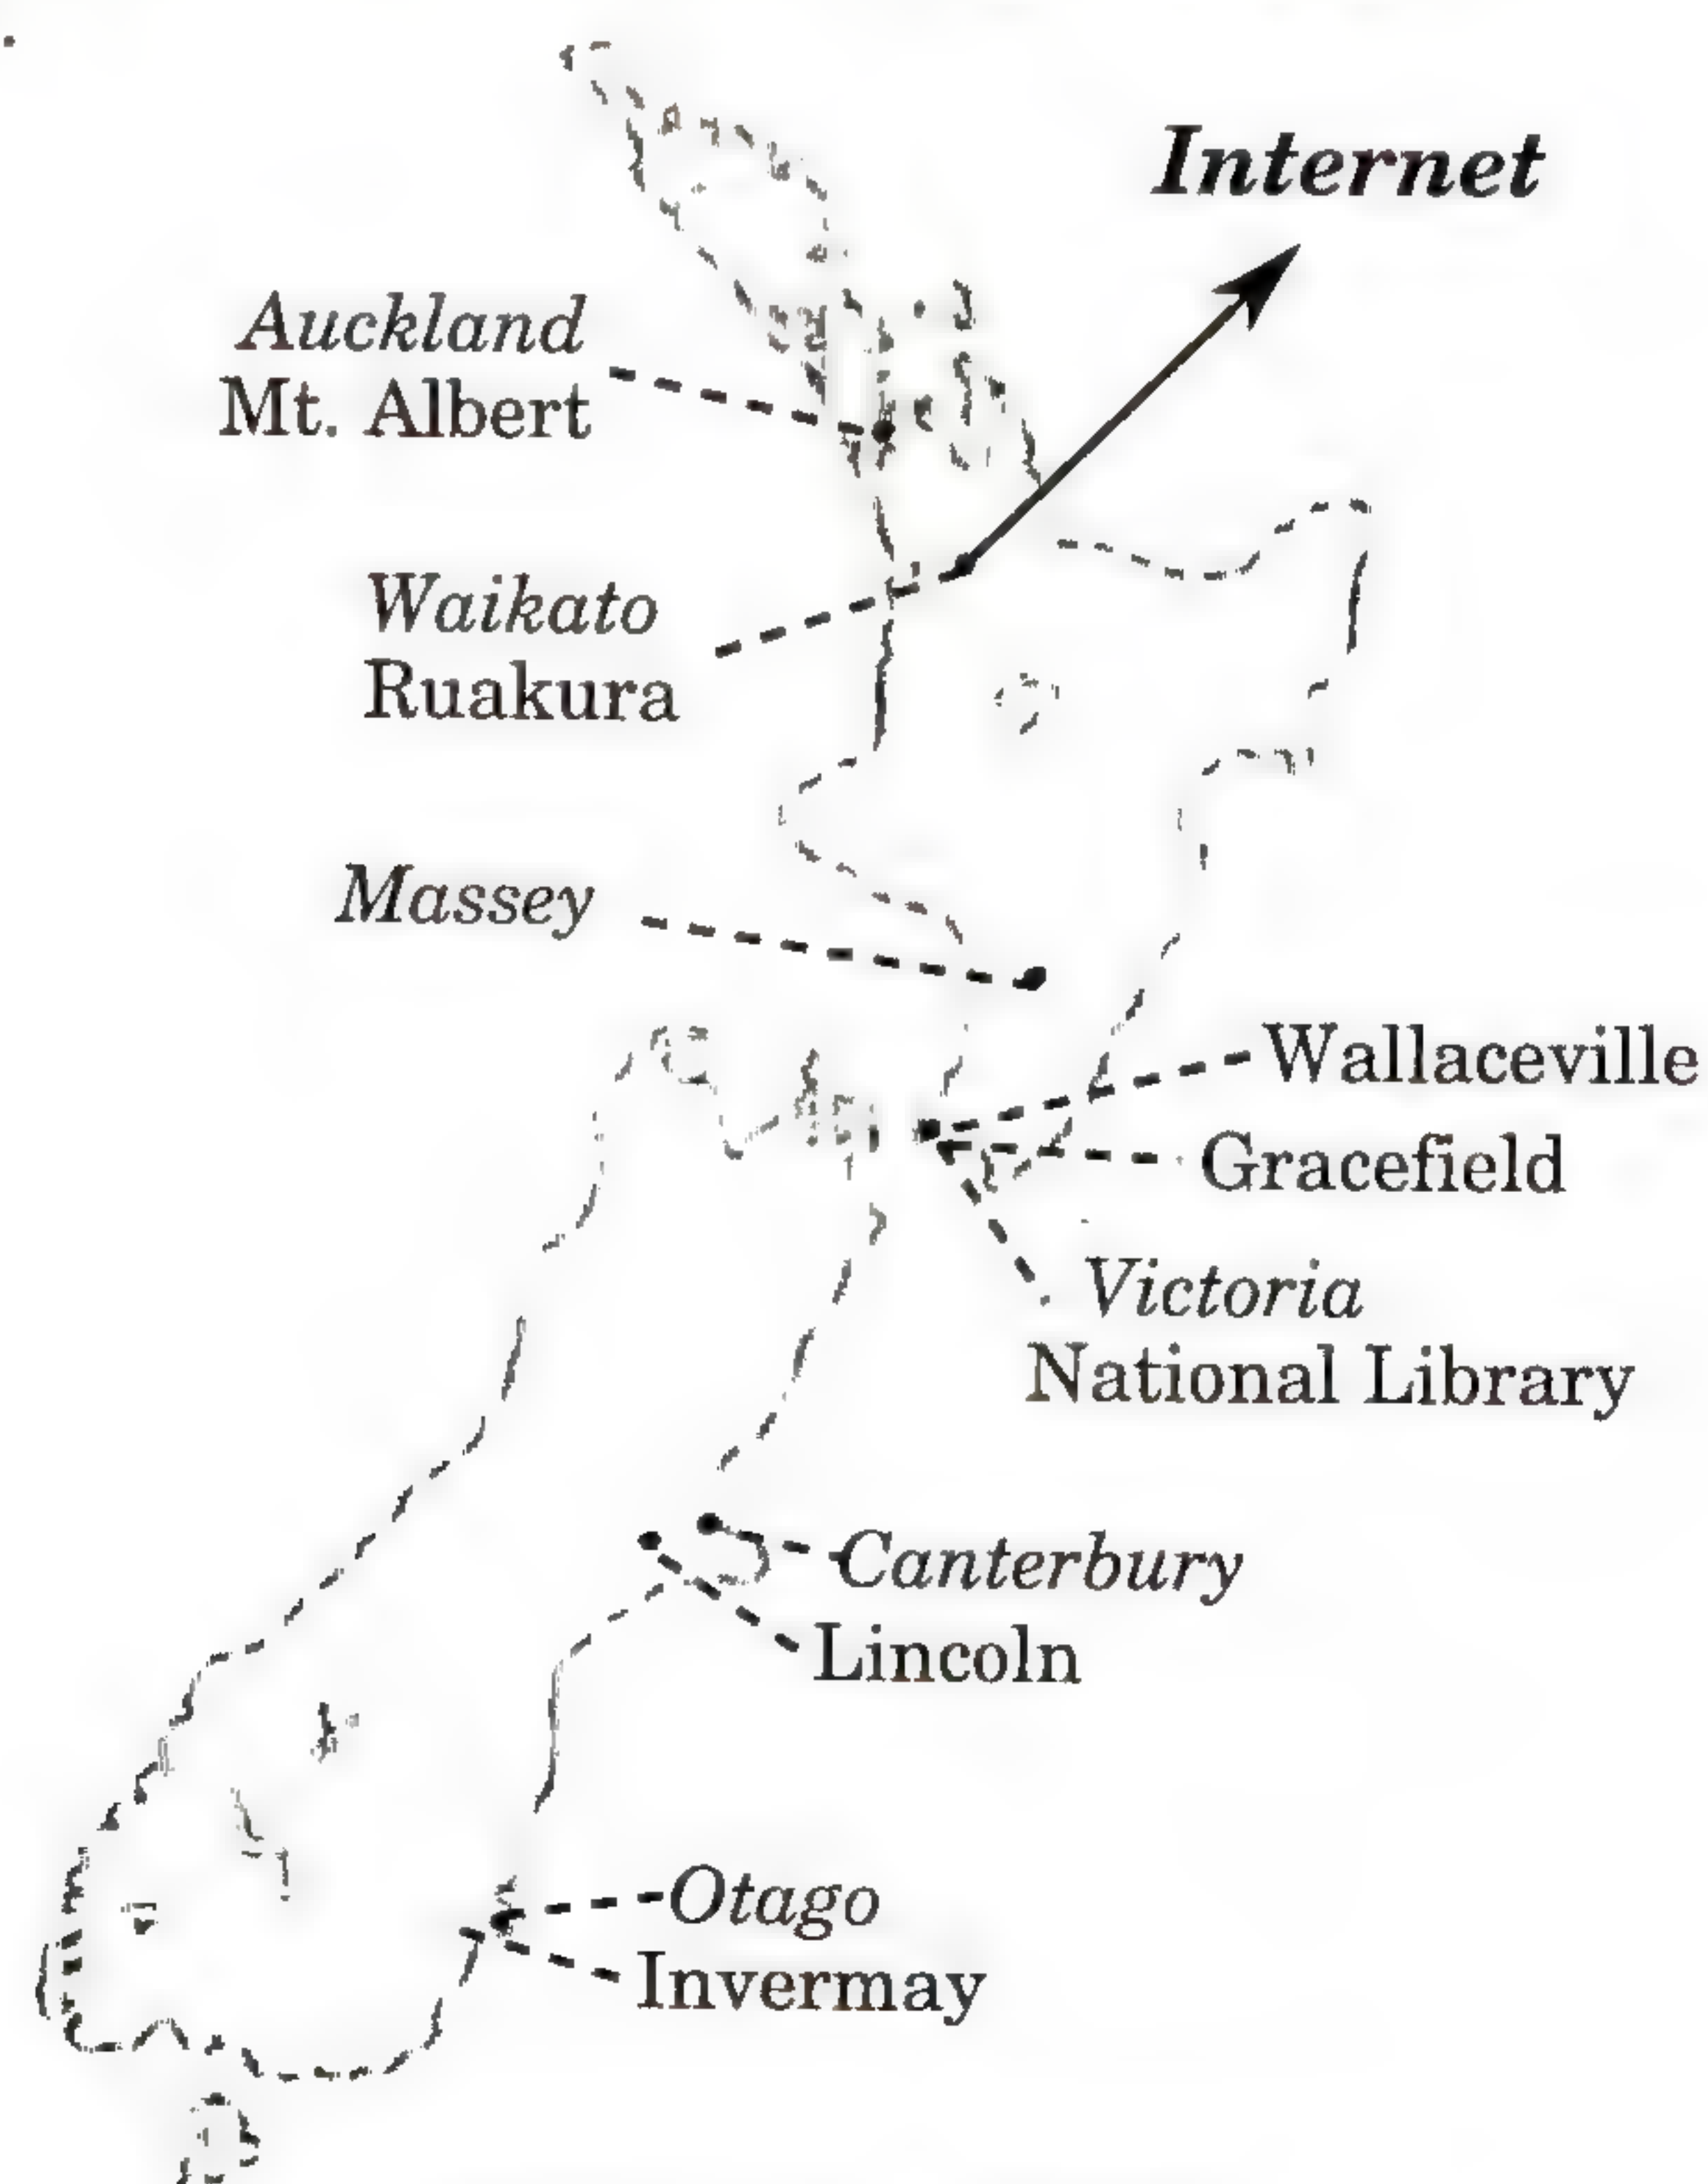 Internet
Auckland
Mt. Albert
Waikato
Ruakura
Massey
Wallaceville
Gracefield
Victoria
National Library
Canterbury
Lincoln
Otago
Invermay